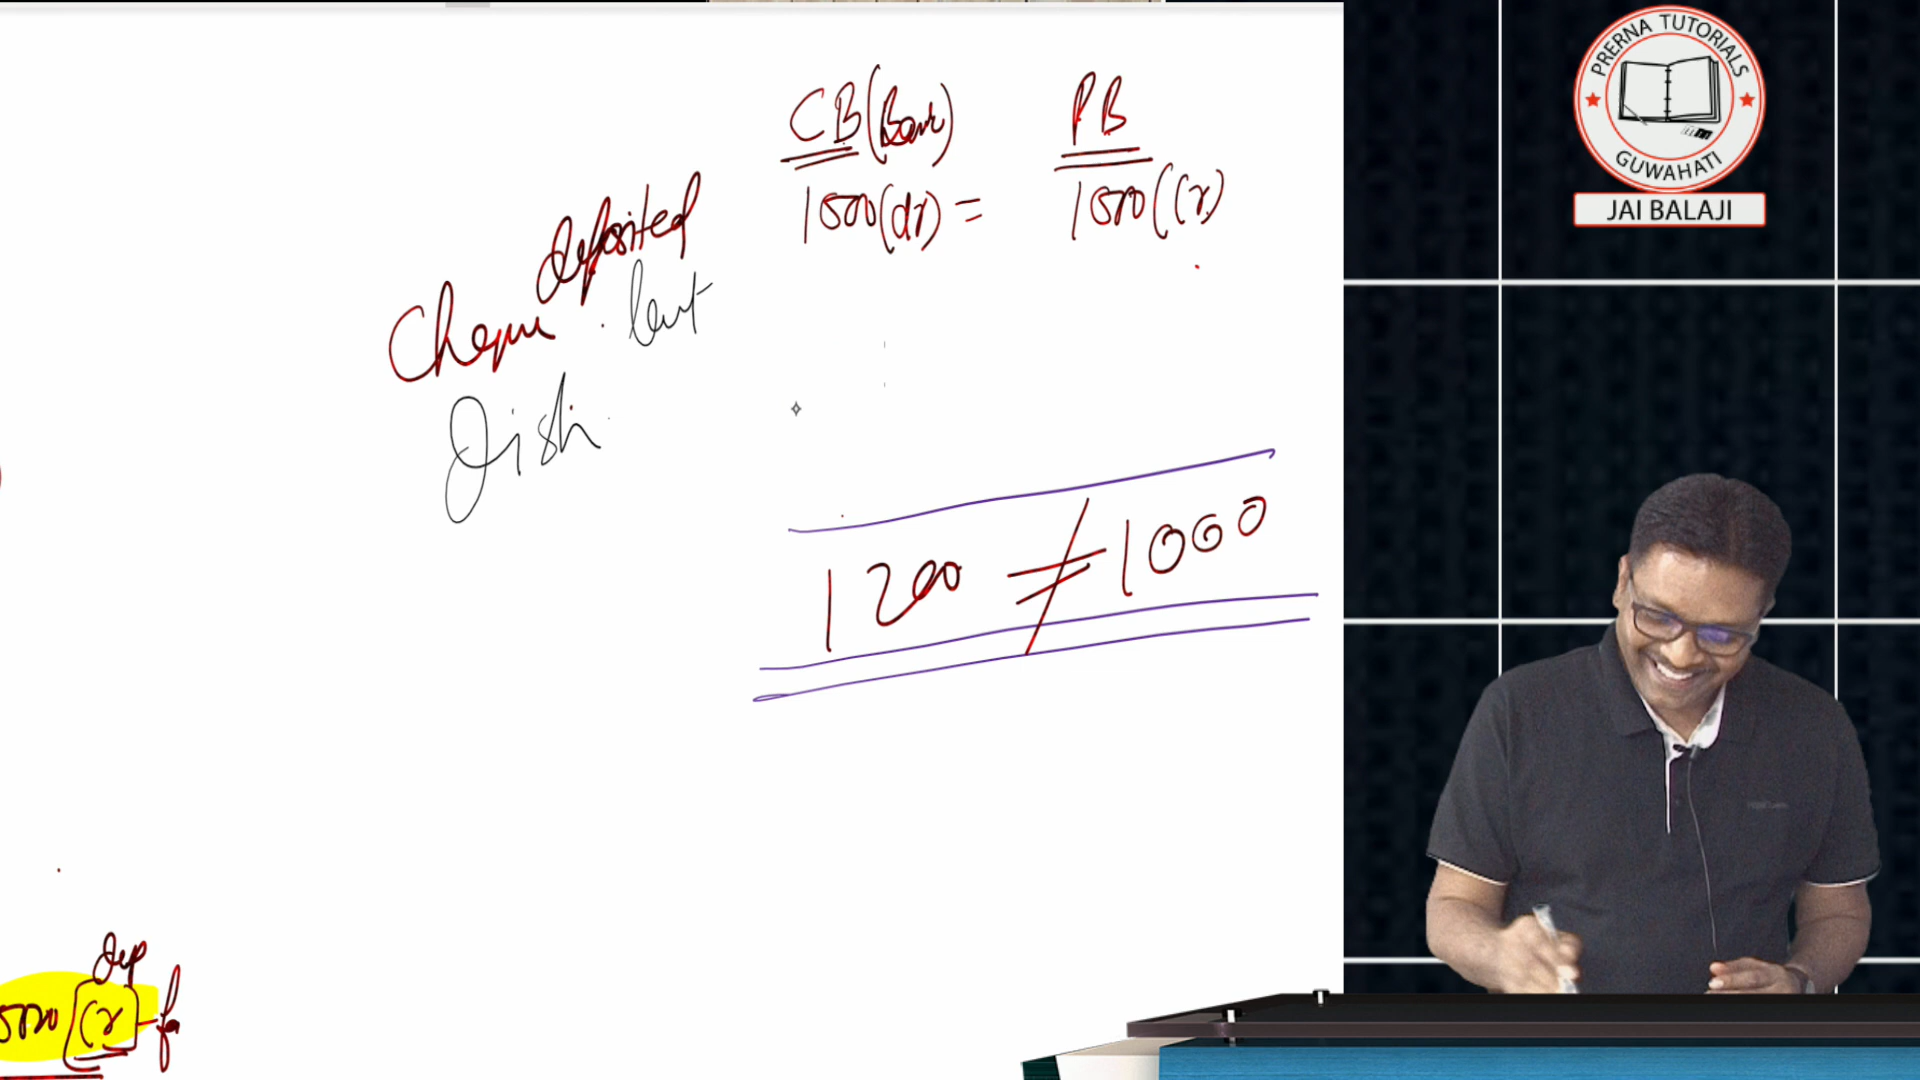 CB (Bank) PB
1500 (dr) = 1500 (Cr)
Cheque deposited but
Dish
1200 ≠ 1000
Dep
5000 (Cr)
PRERNA TUTORIALS
GUWAHATI
JAI BALAJI